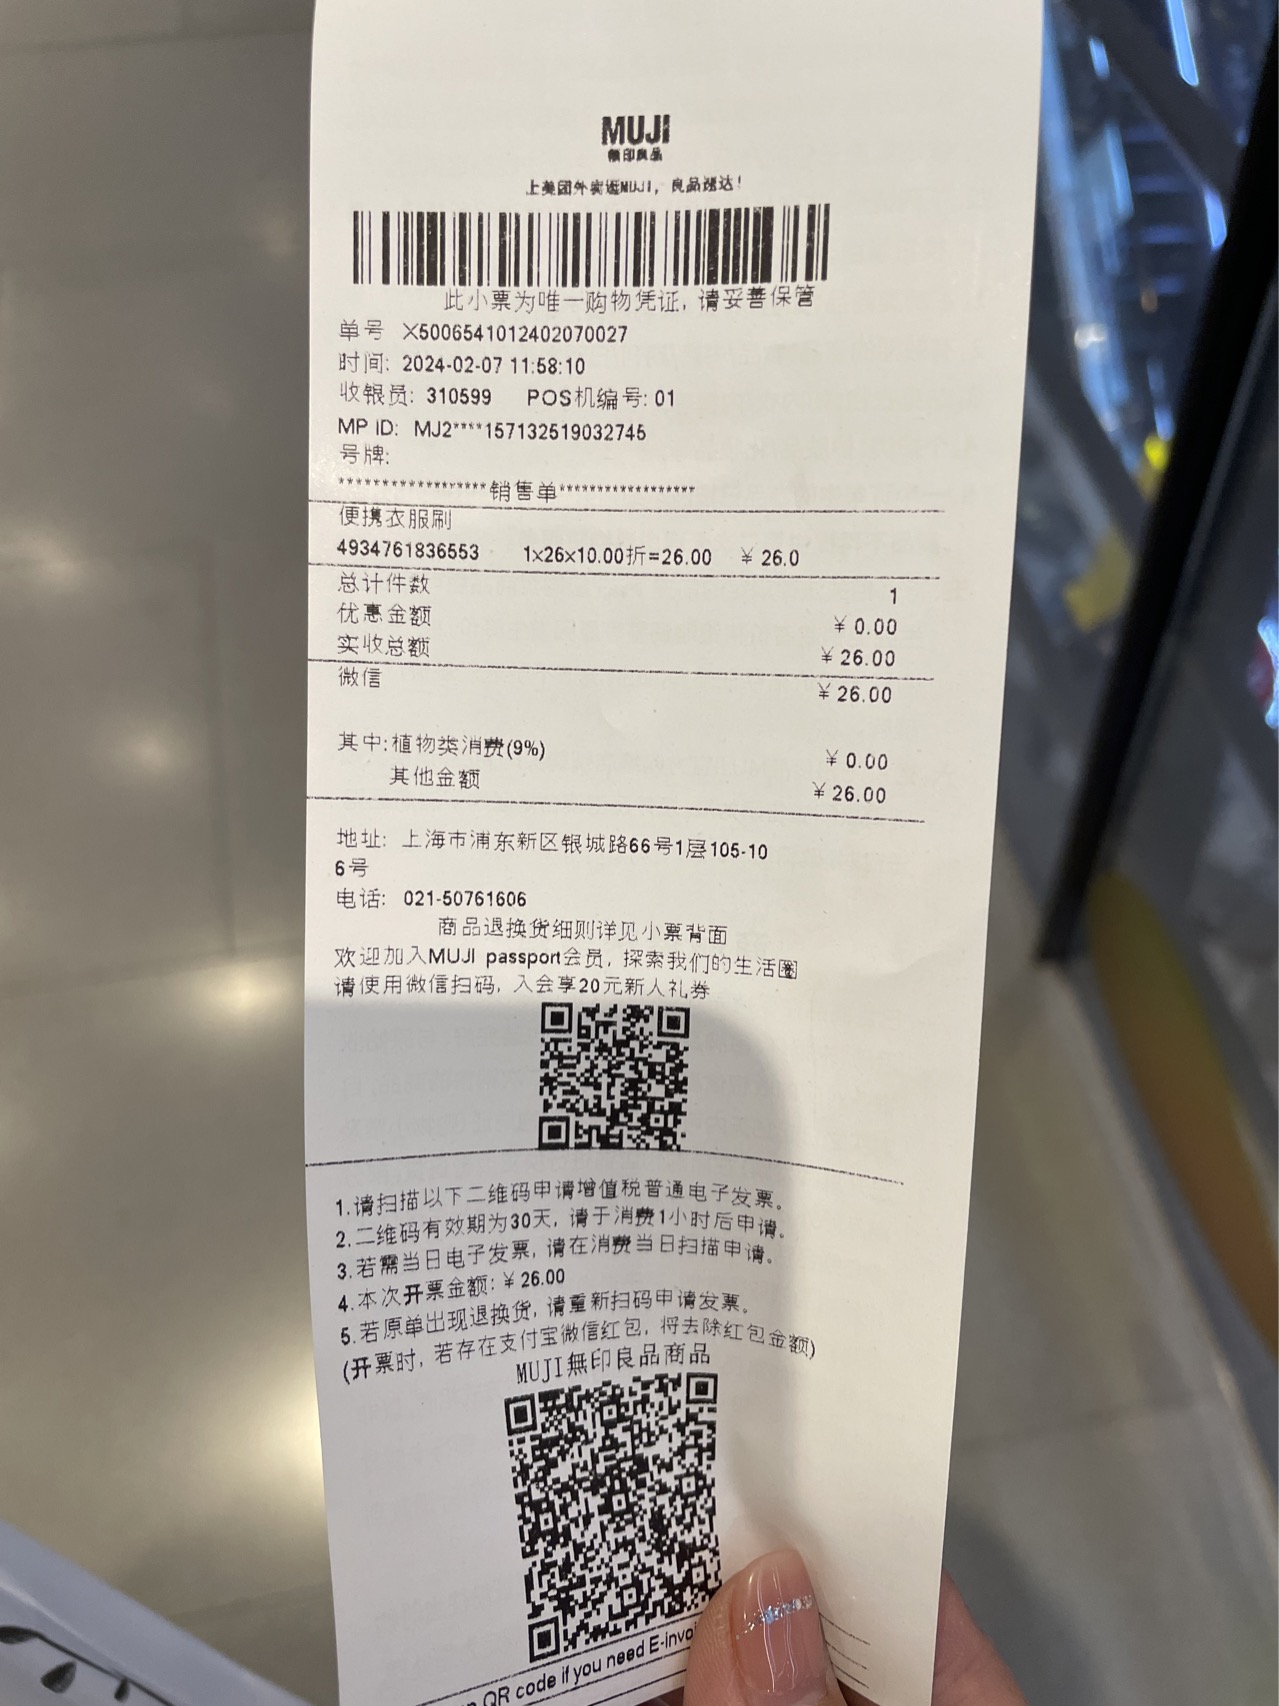 MUJI
無印良品
上美团外卖逛MUJI，良品速达！
此小票为唯一购物凭证，请妥善保管
单号 X5006541012402070027
时间: 2024-02-07 11:58:10
收银员: 310599 POS机编号: 01
MP ID: MJ2****157132519032745
号牌:
******************销售单*****************
便携衣服刷
4934761836553 1x26x10.00折=26.00 ￥26.0
总计件数 1
优惠金额 ￥0.00
实收总额 ￥26.00
微信 ￥26.00
其中:植物类消费(9%) ￥0.00
其他金额 ￥26.00
地址: 上海市浦东新区银城路66号1层105-10
6号
电话: 021-50761606
商品退换货细则详见小票背面
欢迎加入MUJI passport会员, 探索我们的生活圈
请使用微信扫码, 入会享20元新人礼券
1.请扫描以下二维码申请增值税普通电子发票。
2.二维码有效期为30天, 请于消费1小时后申请。
3.若需当日电子发票, 请在消费当日扫描申请。
4.本次开票金额:￥26.00
5.若原单出现退换货, 请重新扫码申请发票。
(开票时, 若存在支付宝微信红包, 将去除红包金额)
MUJI無印良品商品
QR code if you need E-invoi